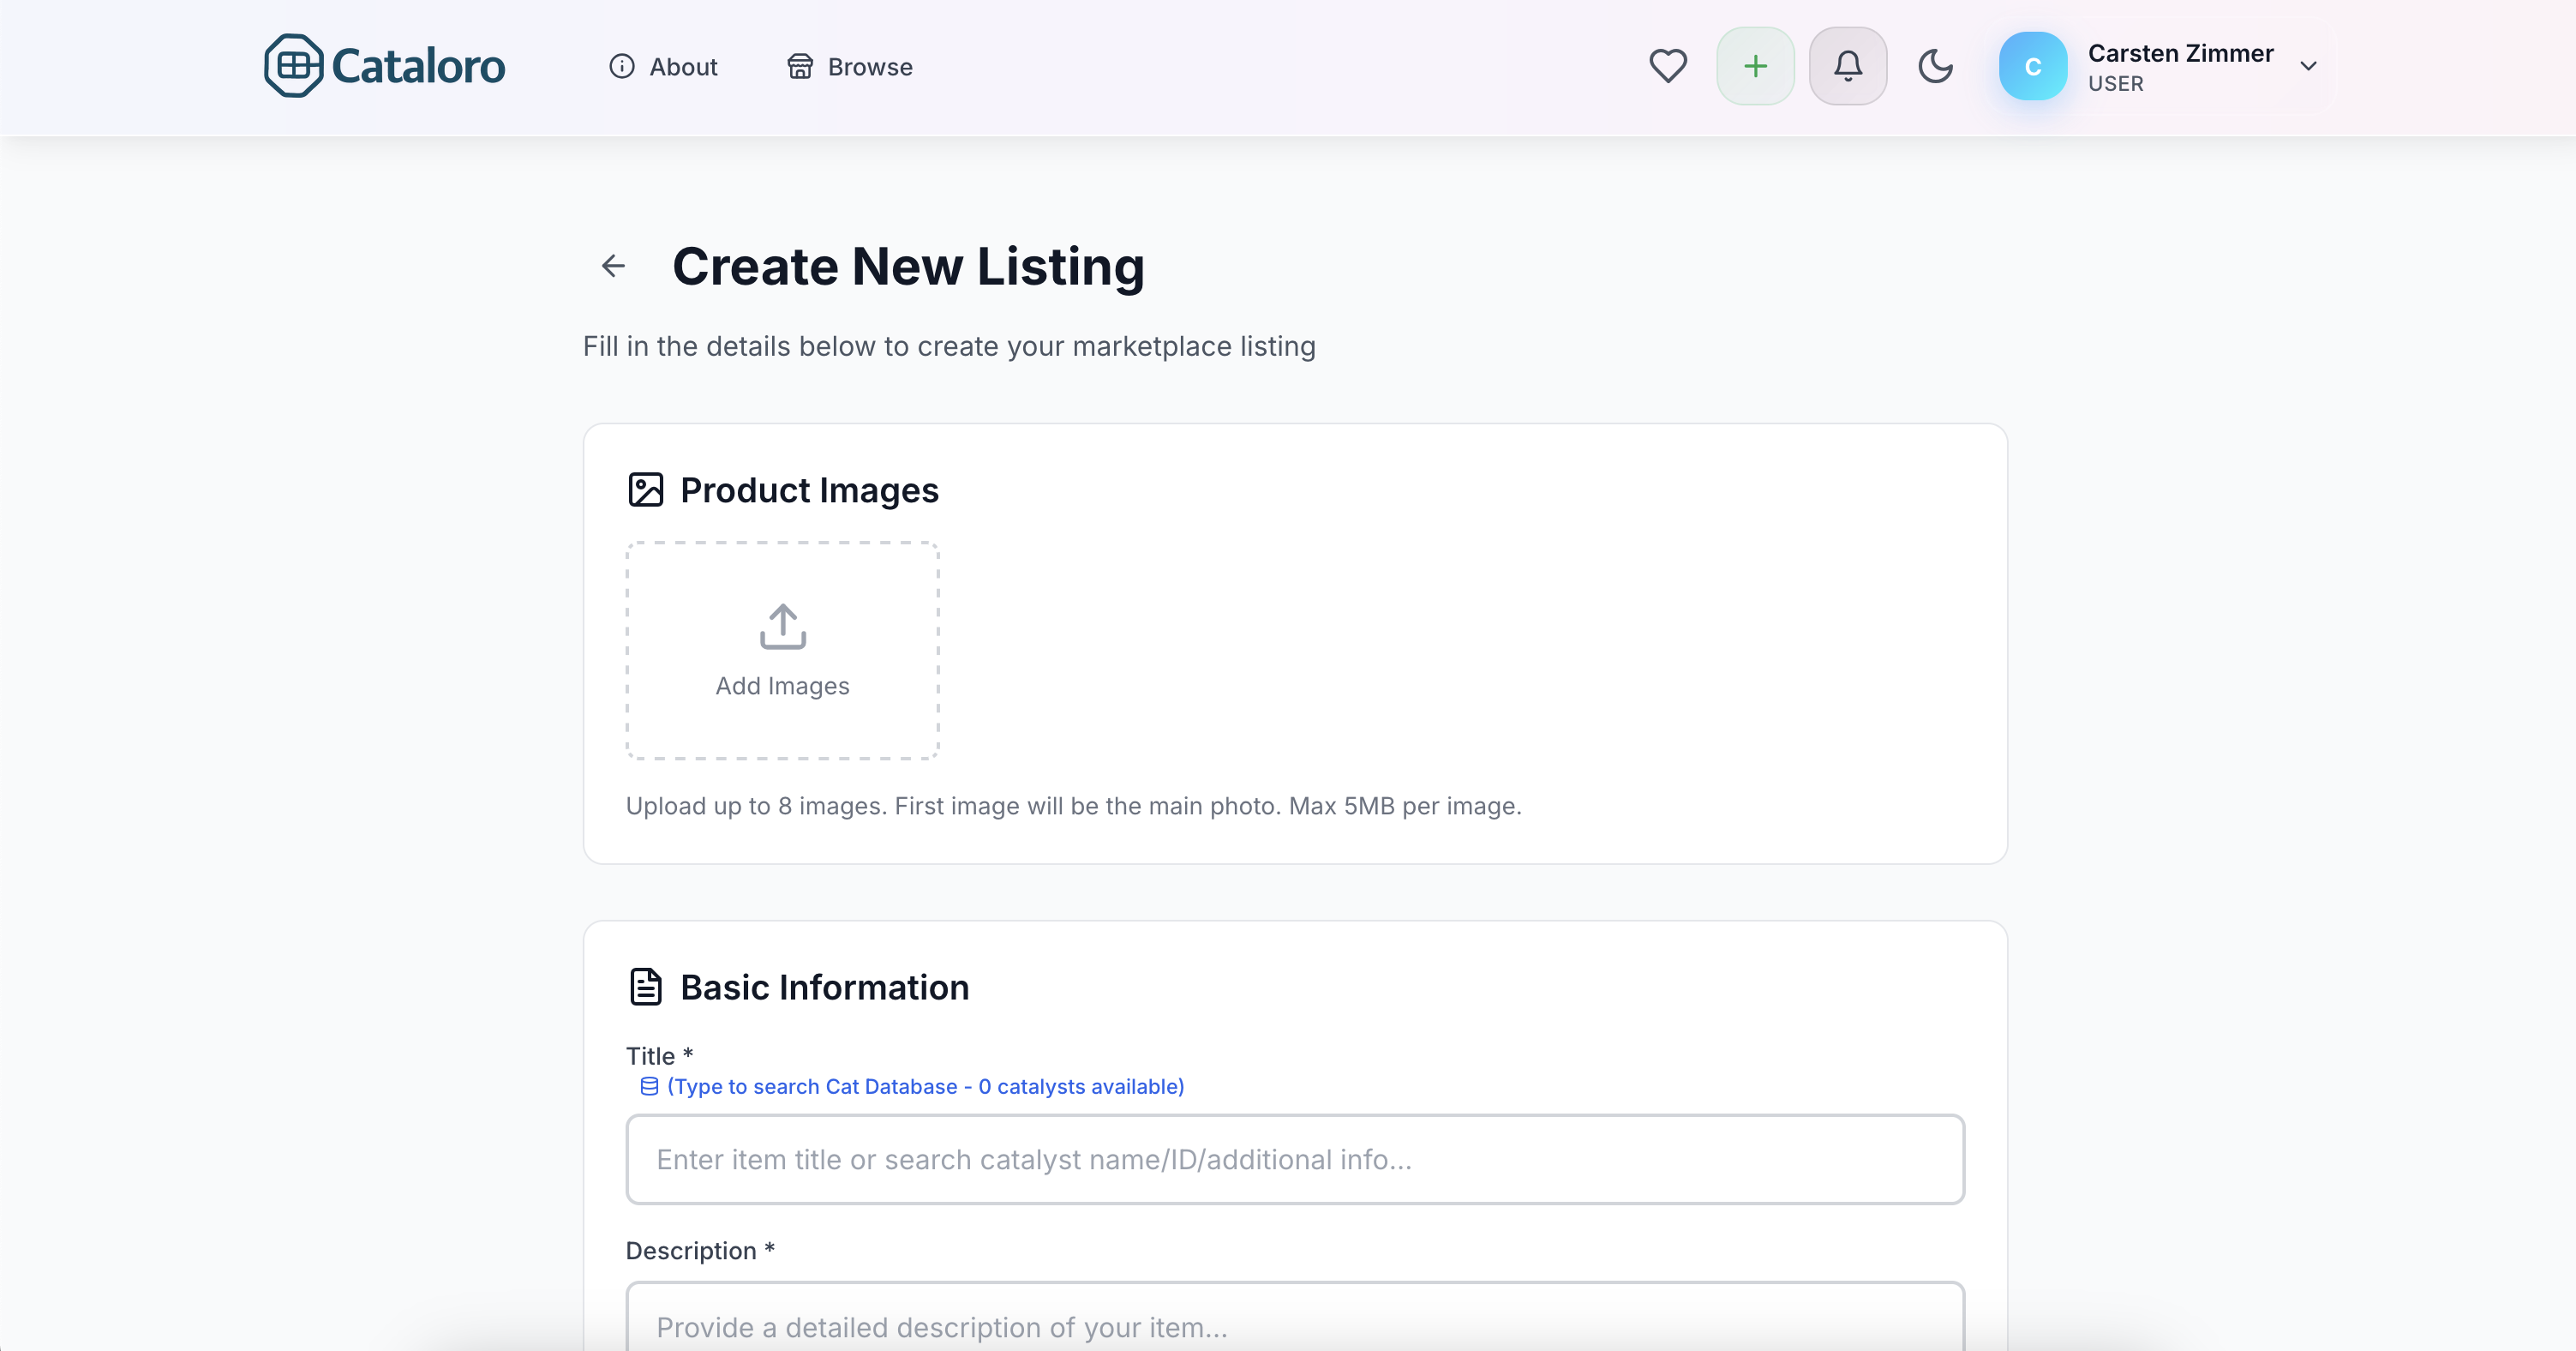 Cataloro
About
Browse
C
Carsten Zimmer
USER
Create New Listing
Fill in the details below to create your marketplace listing
Product Images
Add Images
Upload up to 8 images. First image will be the main photo. Max 5MB per image.
Basic Information
Title *
(Type to search Cat Database - 0 catalysts available)
Enter item title or search catalyst name/ID/additional info...
Description *
Provide a detailed description of your item...